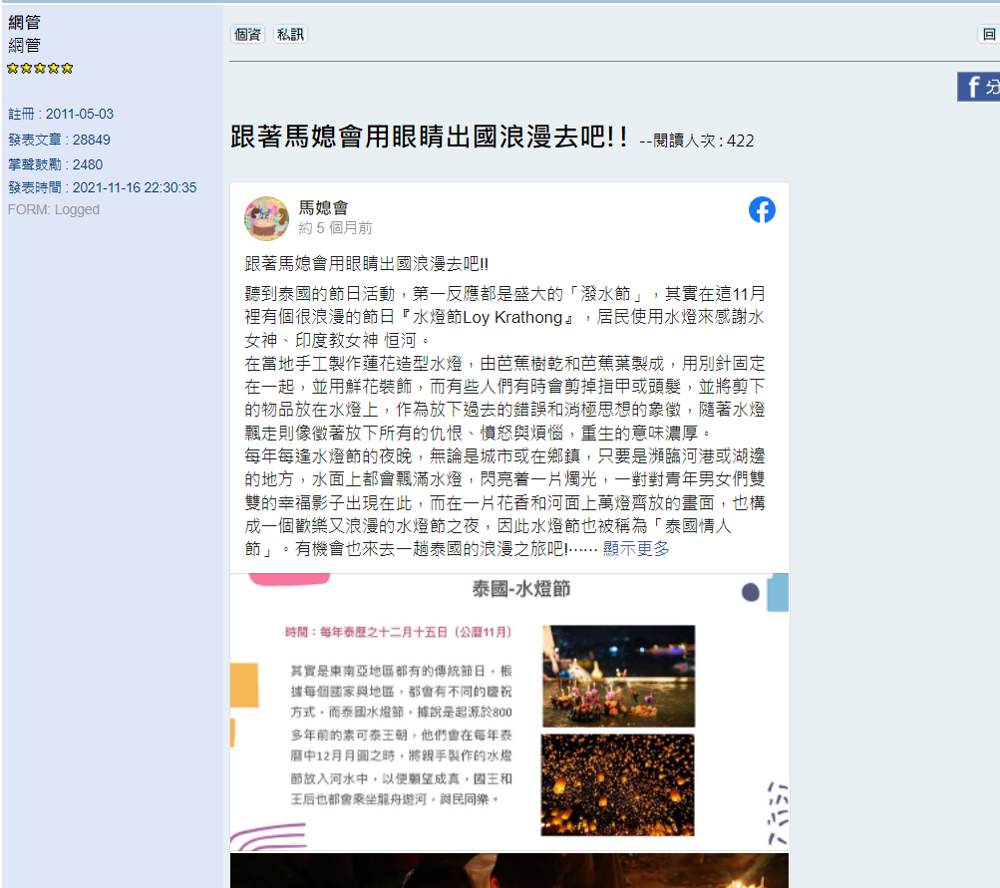 網管
網管
註冊 : 2011-05-03
發表文章 : 28849
掌聲鼓勵 : 2480
發表時間 : 2021-11-16 22:30:35
FORM: Logged
個資 私訊
回
分
跟著馬媳會用眼睛出國浪漫去吧!! --閱讀人次 : 422
馬媳會
約 5 個月前
跟著馬媳會用眼睛出國浪漫去吧!!
聽到泰國的節日活動，第一反應都是盛大的「潑水節」，其實在這11月
裡有個很浪漫的節日『水燈節Loy Krathong』，居民使用水燈來感謝水
女神、印度教女神 恒河。
在當地手工製作蓮花造型水燈，由芭蕉樹乾和芭蕉葉製成，用別針固定
在一起，並用鮮花裝飾，而有些人們有時會剪掉指甲或頭髮，並將剪下
的物品放在水燈上，作為放下過去的錯誤和消極思想的象徵，隨著水燈
飄走則像徵著放下所有的仇恨、憤怒與煩惱，重生的意味濃厚。
每年每逢水燈節的夜晚，無論是城市或在鄉鎮，只要是瀕臨河港或湖邊
的地方，水面上都會飄滿水燈，閃亮着一片燭光，一對對青年男女們雙
雙的幸福影子出現在此，而在一片花香和河面上萬燈齊放的畫面，也構
成一個歡樂又浪漫的水燈節之夜，因此水燈節也被稱為「泰國情人
節」。有機會也來去一趟泰國的浪漫之旅吧!…… 顯示更多
泰國-水燈節
時間：每年泰曆之十二月十五日（公曆11月）
其實是東南亞地區都有的傳統節日，根
據每個國家與地區，都會有不同的慶祝
方式，而泰國水燈節，據說是起源於800
多年前的素可泰王朝，他們會在每年泰
曆中12月月圓之時，將親手製作的水燈
節放入河水中，以便願望成真，國王和
王后也都會乘坐龍舟遊河，與民同樂。